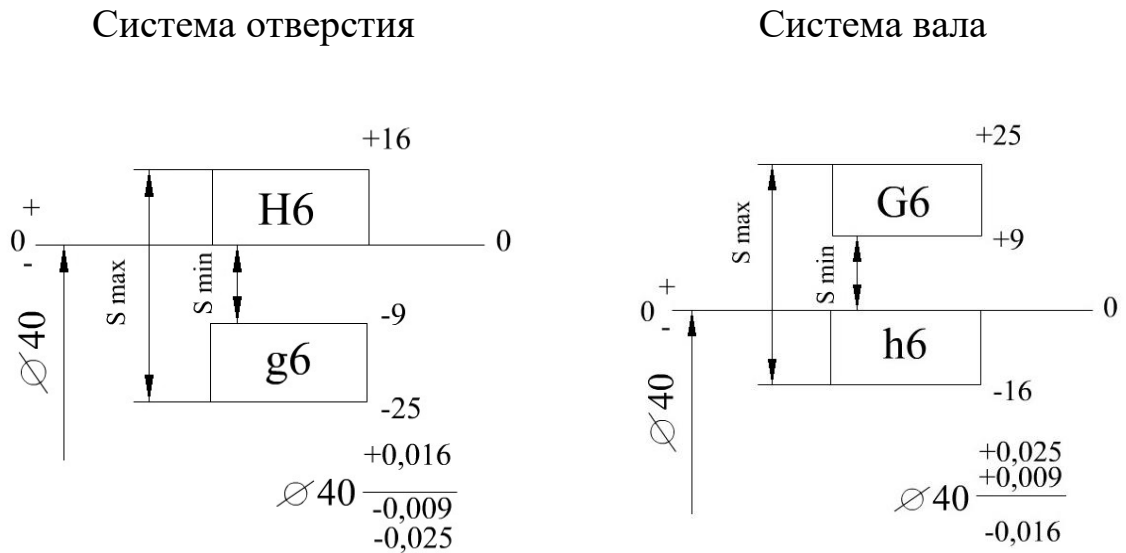 Система отверстия
+16
H6
+
0
0
-
S max
S min
-9
⌀ 40
g6
-25
+0,016
⌀ 40
-0,009
-0,025
Система вала
+25
G6
S max
+9
S min
+
0
0
-
h6
-16
⌀ 40
+0,025
+0,009
⌀ 40
-0,016